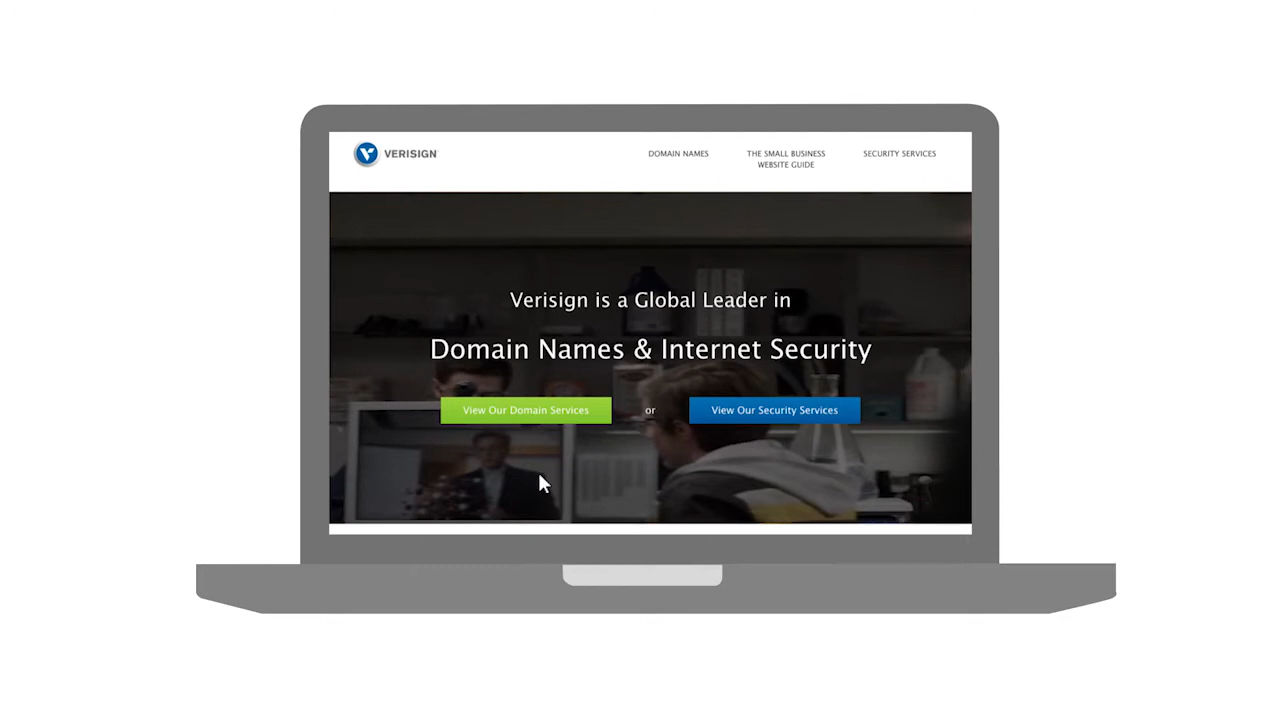 VERISIGN
DOMAIN NAMES
THE SMALL BUSINESS
WEBSITE GUIDE
SECURITY SERVICES
Verisign is a Global Leader in
Domain Names & Internet Security
View Our Domain Services
or
View Our Security Services